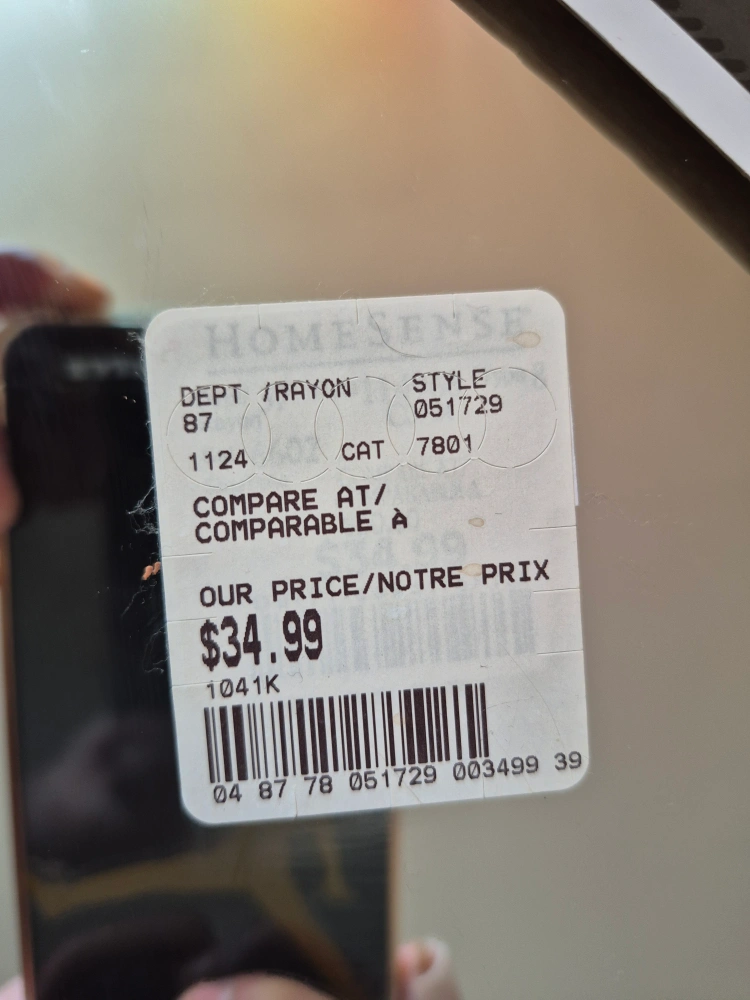 HOMESENSE
DEPT /RAYON STYLE
87 051729
1124 CAT 7801
COMPARE AT/
COMPARABLE À
OUR PRICE/NOTRE PRIX
$34.99
1041K
04 87 78 051729 003499 39